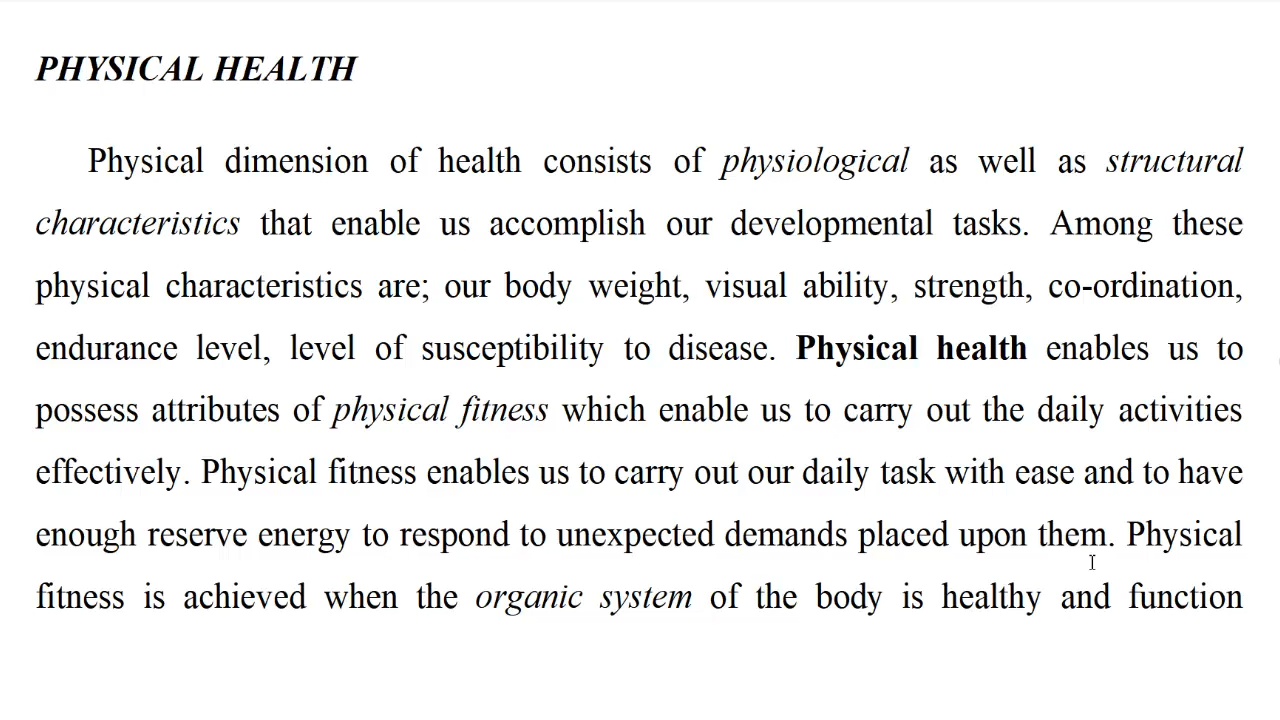 PHYSICAL HEALTH
Physical dimension of health consists of physiological as well as structural
characteristics that enable us accomplish our developmental tasks. Among these
physical characteristics are; our body weight, visual ability, strength, co-ordination,
endurance level, level of susceptibility to disease. Physical health enables us to
possess attributes of physical fitness which enable us to carry out the daily activities
effectively. Physical fitness enables us to carry out our daily task with ease and to have
enough reserve energy to respond to unexpected demands placed upon them. Physical
fitness is achieved when the organic system of the body is healthy and function